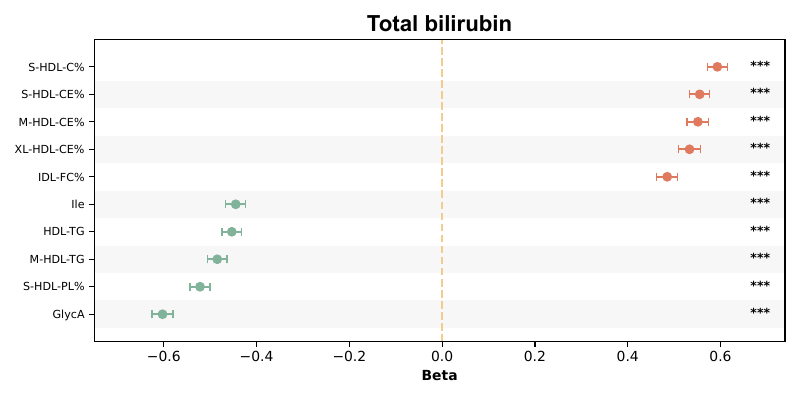 Total bilirubin
S-HDL-C% ***
S-HDL-CE% ***
M-HDL-CE% ***
XL-HDL-CE% ***
IDL-FC% ***
Ile ***
HDL-TG ***
M-HDL-TG ***
S-HDL-PL% ***
GlycA ***
−0.6 −0.4 −0.2 0.0 0.2 0.4 0.6
Beta